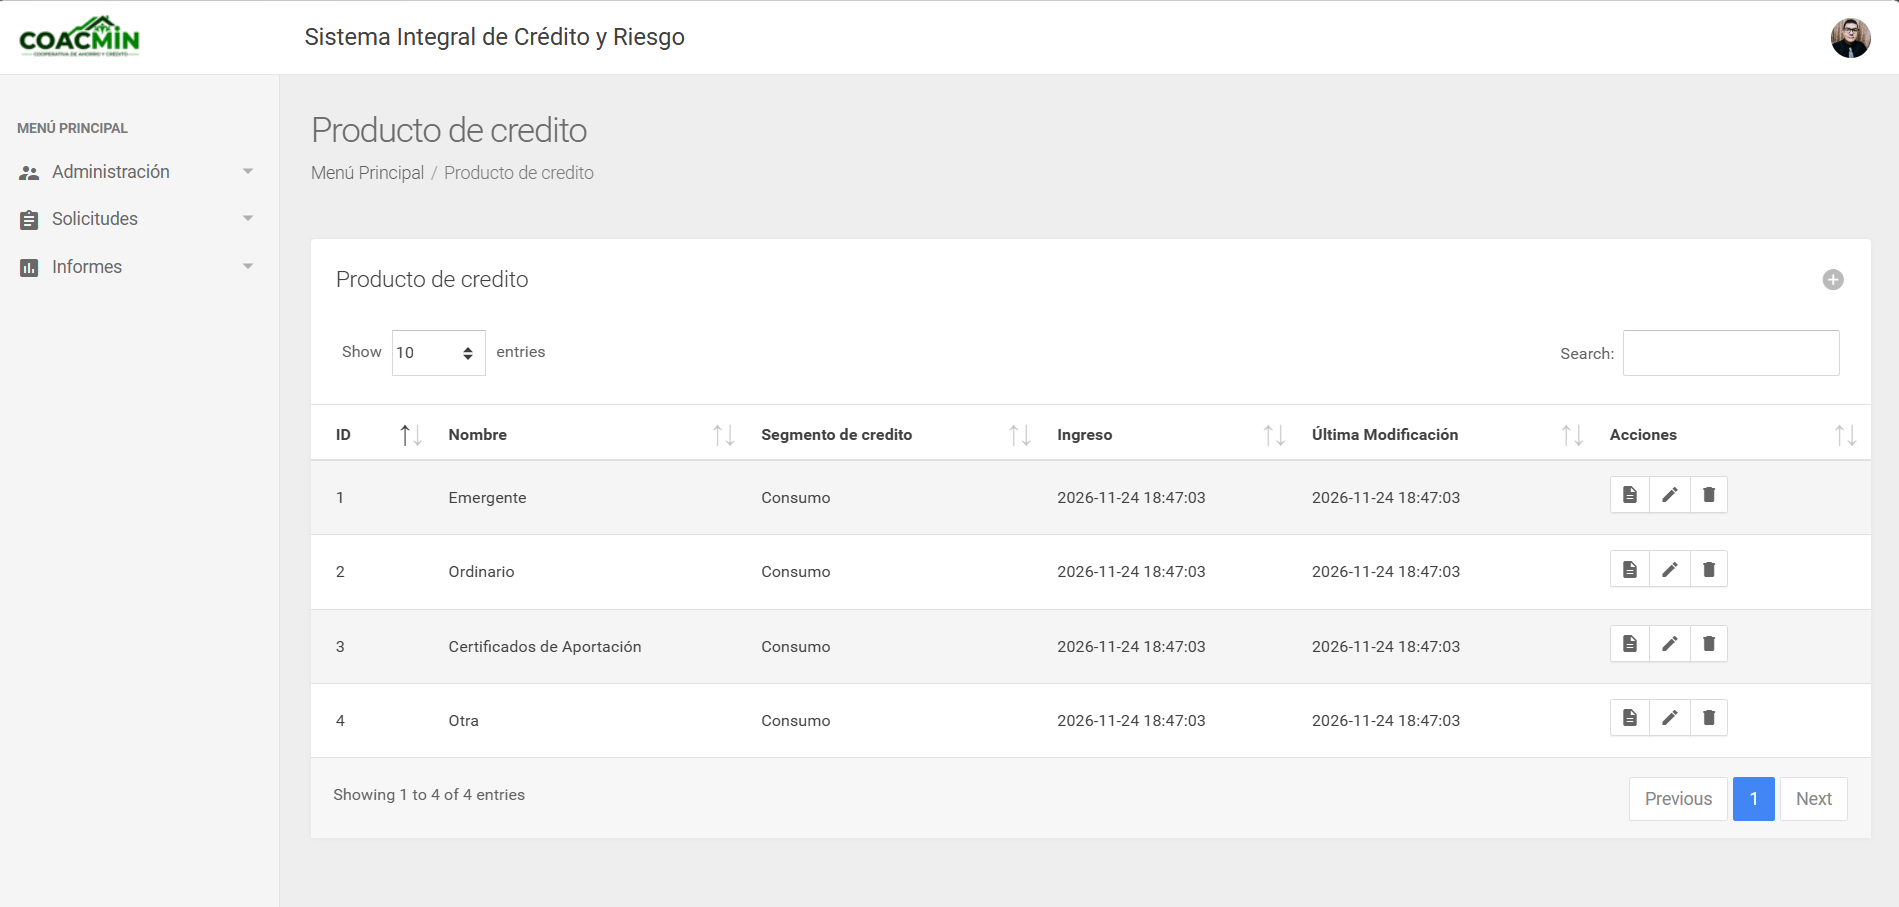 COACMIN
COOPERATIVA DE AHORRO Y CRÉDITO
Sistema Integral de Crédito y Riesgo
MENÚ PRINCIPAL
Administración
Solicitudes
Informes
Producto de credito
Menú Principal / Producto de credito
Producto de credito
Show 10 entries
Search:
ID Nombre Segmento de credito Ingreso Última Modificación Acciones
1 Emergente Consumo 2026-11-24 18:47:03 2026-11-24 18:47:03
2 Ordinario Consumo 2026-11-24 18:47:03 2026-11-24 18:47:03
3 Certificados de Aportación Consumo 2026-11-24 18:47:03 2026-11-24 18:47:03
4 Otra Consumo 2026-11-24 18:47:03 2026-11-24 18:47:03
Showing 1 to 4 of 4 entries
Previous 1 Next